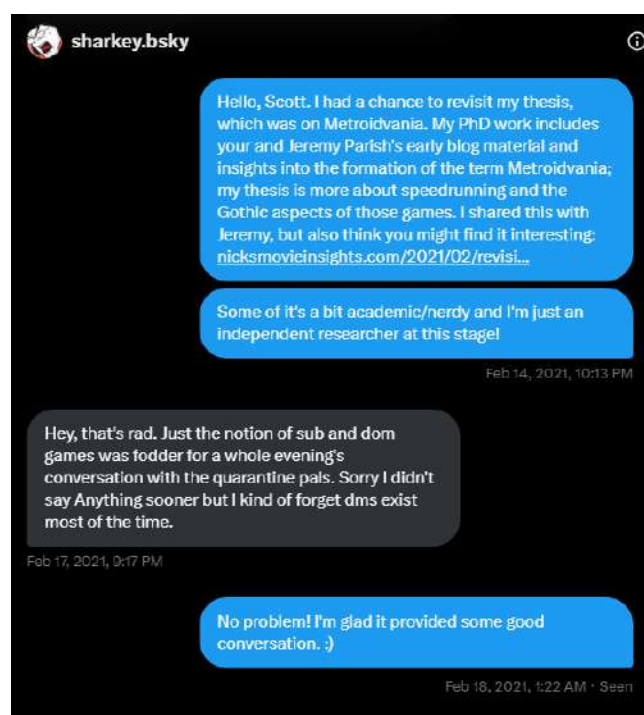 sharkey.bsky
Hello, Scott. I had a chance to revisit my thesis,
which was on Metroidvania. My PhD work includes
your and Jeremy Parish's early blog material and
insights into the formation of the term Metroidvania;
my thesis is more about speedrunning and the
Gothic aspects of those games. I shared this with
Jeremy, but also think you might find it interesting:
nicksmovieinsights.com/2021/02/revisi...
Some of it's a bit academic/nerdy and I'm just an
independent researcher at this stage!
Feb 14, 2021, 10:13 PM
Hey, that's rad. Just the notion of sub and dom
games was fodder for a whole evening's
conversation with the quarantine pals. Sorry I didn't
say Anything sooner but I kind of forget dms exist
most of the time.
Feb 17, 2021, 9:17 PM
No problem! I'm glad it provided some good
conversation. :)
Feb 18, 2021, 1:22 AM · Seen